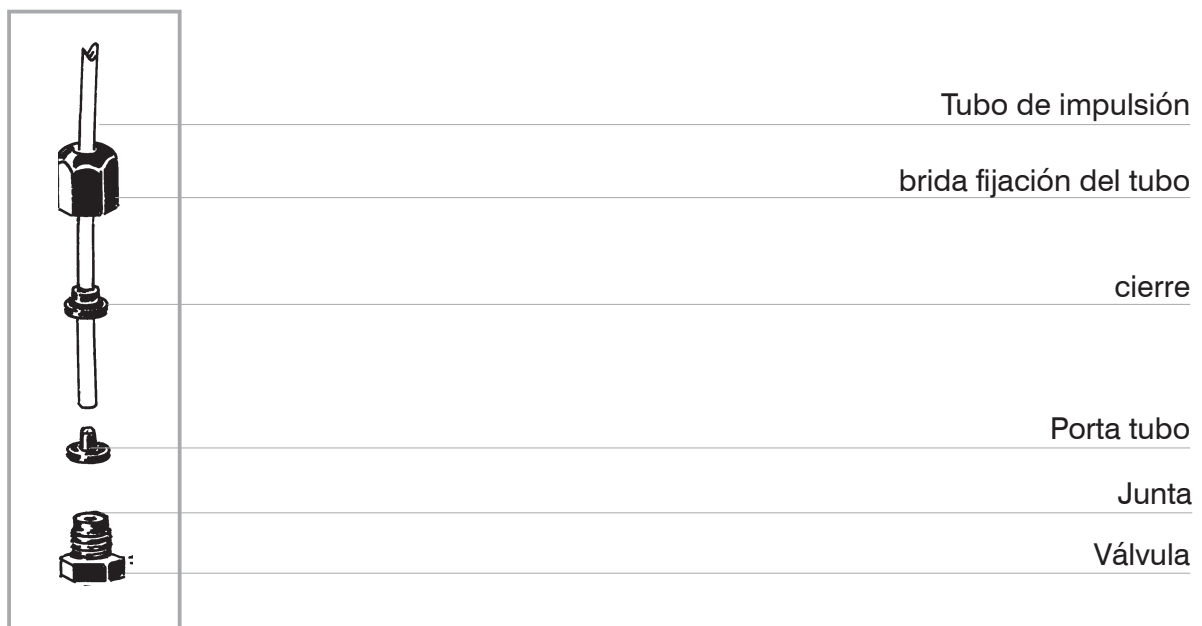 Tubo de impulsión
brida fijación del tubo
cierre
Porta tubo
Junta
Válvula